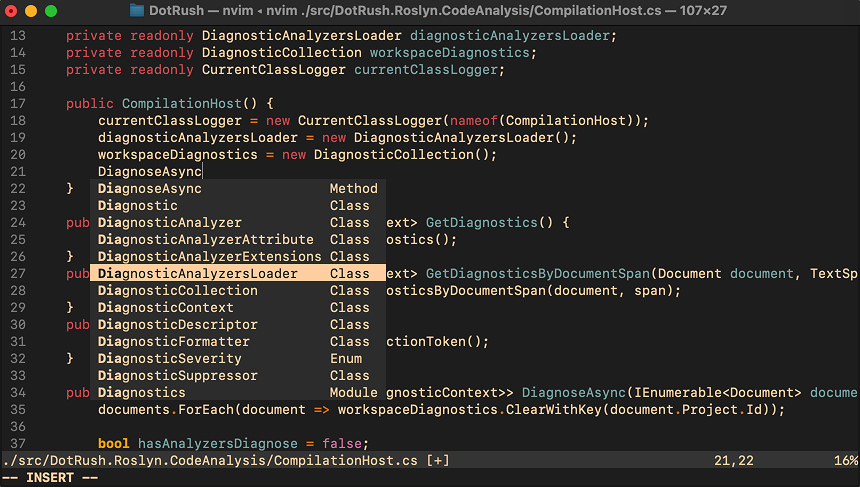 DotRush — nvim ◂ nvim ./src/DotRush.Roslyn.CodeAnalysis/CompilationHost.cs — 107×27
13 private readonly DiagnosticAnalyzersLoader diagnosticAnalyzersLoader;
14 private readonly DiagnosticCollection workspaceDiagnostics;
15 private readonly CurrentClassLogger currentClassLogger;
16
17 public CompilationHost() {
18 currentClassLogger = new CurrentClassLogger(nameof(CompilationHost));
19 diagnosticAnalyzersLoader = new DiagnosticAnalyzersLoader();
20 workspaceDiagnostics = new DiagnosticCollection();
21 DiagnoseAsync
22 } DiagnoseAsync Method
23 Diagnostic Class
24 pub DiagnosticAnalyzer Class ext> GetDiagnostics() {
25 DiagnosticAnalyzerAttribute Class ostics();
26 } DiagnosticAnalyzerExtensions Class
27 pub DiagnosticAnalyzersLoader Class ext> GetDiagnosticsByDocumentSpan(Document document, TextSp
28 DiagnosticCollection Class osticsByDocumentSpan(document, span);
29 } DiagnosticContext Class
30 pub DiagnosticDescriptor Class
31 DiagnosticFormatter Class ctionToken();
32 } DiagnosticSeverity Enum
33 DiagnosticSuppressor Class
34 pub Diagnostics Module gnosticContext>> DiagnoseAsync(IEnumerable<Document> docume
35 documents.ForEach(document => workspaceDiagnostics.ClearWithKey(document.Project.Id));
36
37 bool hasAnalyzersDiagnose = false;
./src/DotRush.Roslyn.CodeAnalysis/CompilationHost.cs [+] 21,22 16%
-- INSERT --